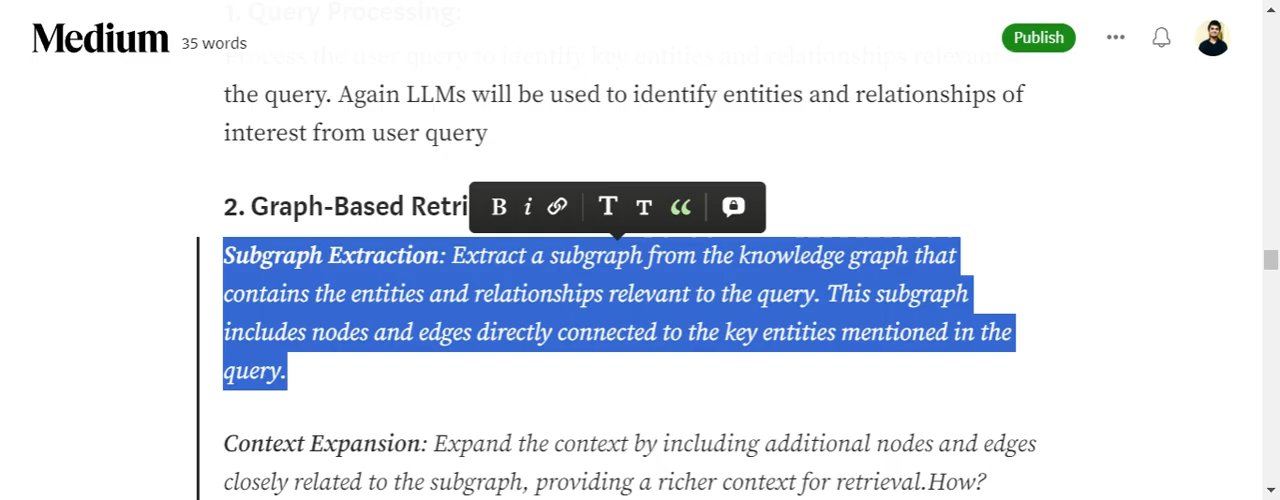 1. Query Processing:
Medium
35 words
Publish
Process the user query to identify key entities and relationships relevant
the query. Again LLMs will be used to identify entities and relationships of
interest from user query
2. Graph-Based Retri
B i T T
Subgraph Extraction: Extract a subgraph from the knowledge graph that
contains the entities and relationships relevant to the query. This subgraph
includes nodes and edges directly connected to the key entities mentioned in the
query.
Context Expansion: Expand the context by including additional nodes and edges
closely related to the subgraph, providing a richer context for retrieval.How?